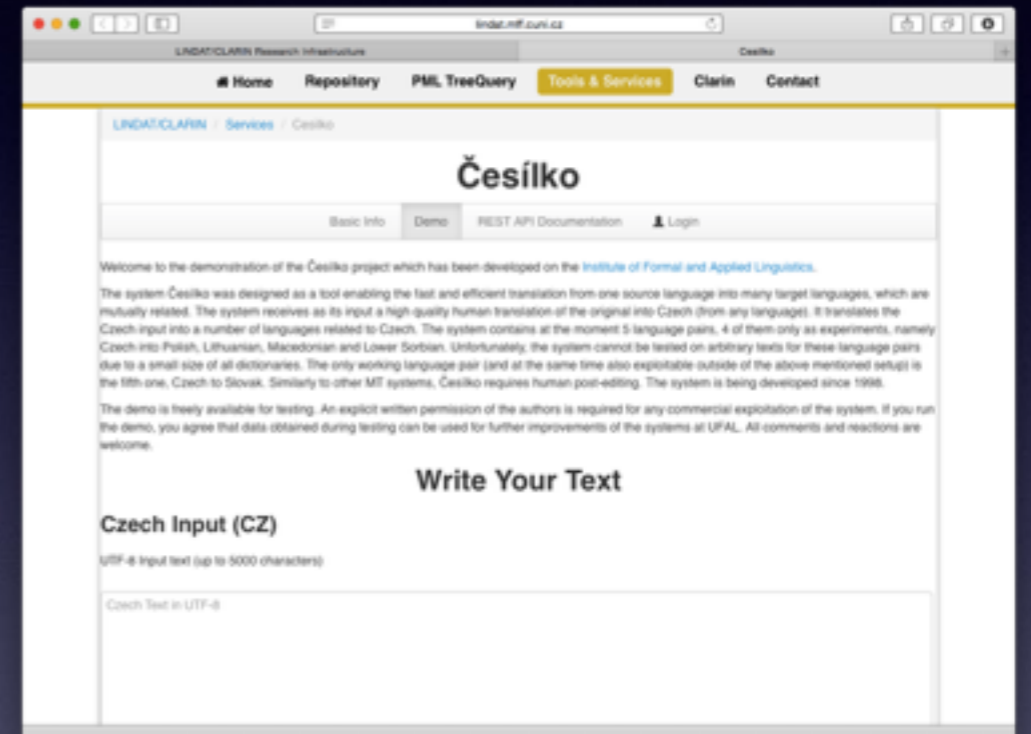 lindat.mff.cuni.cz
LINDAT/CLARIN Research Infrastructure Cesilko
Home Repository PML TreeQuery Tools & Services Clarin Contact
LINDAT/CLARIN / Services / Cesilko
Česílko
Basic Info Demo REST API Documentation Login
Welcome to the demonstration of the Česílko project which has been developed on the Institute of Formal and Applied Linguistics.
The system Česílko was designed as a tool enabling the fast and efficient translation from one source language into many target languages, which are
mutually related. The system receives as its input a high quality human translation of the original into Czech (from any language). It translates the
Czech input into a number of languages related to Czech. The system contains at the moment 5 language pairs, 4 of them only as experiments, namely
Czech into Polish, Lithuanian, Macedonian and Lower Sorbian. Unfortunately, the system cannot be tested on arbitrary texts for these language pairs
due to a small size of all dictionaries. The only working language pair (and at the same time also exploitable outside of the above mentioned setup) is
the fifth one, Czech to Slovak. Similarly to other MT systems, Česílko requires human post-editing. The system is being developed since 1998.
The demo is freely available for testing. An explicit written permission of the authors is required for any commercial exploitation of the system. If you run
the demo, you agree that data obtained during testing can be used for further improvements of the systems at UFAL. All comments and reactions are
welcome.
Write Your Text
Czech Input (CZ)
UTF-8 Input text (up to 5000 characters)
Czech Text in UTF-8